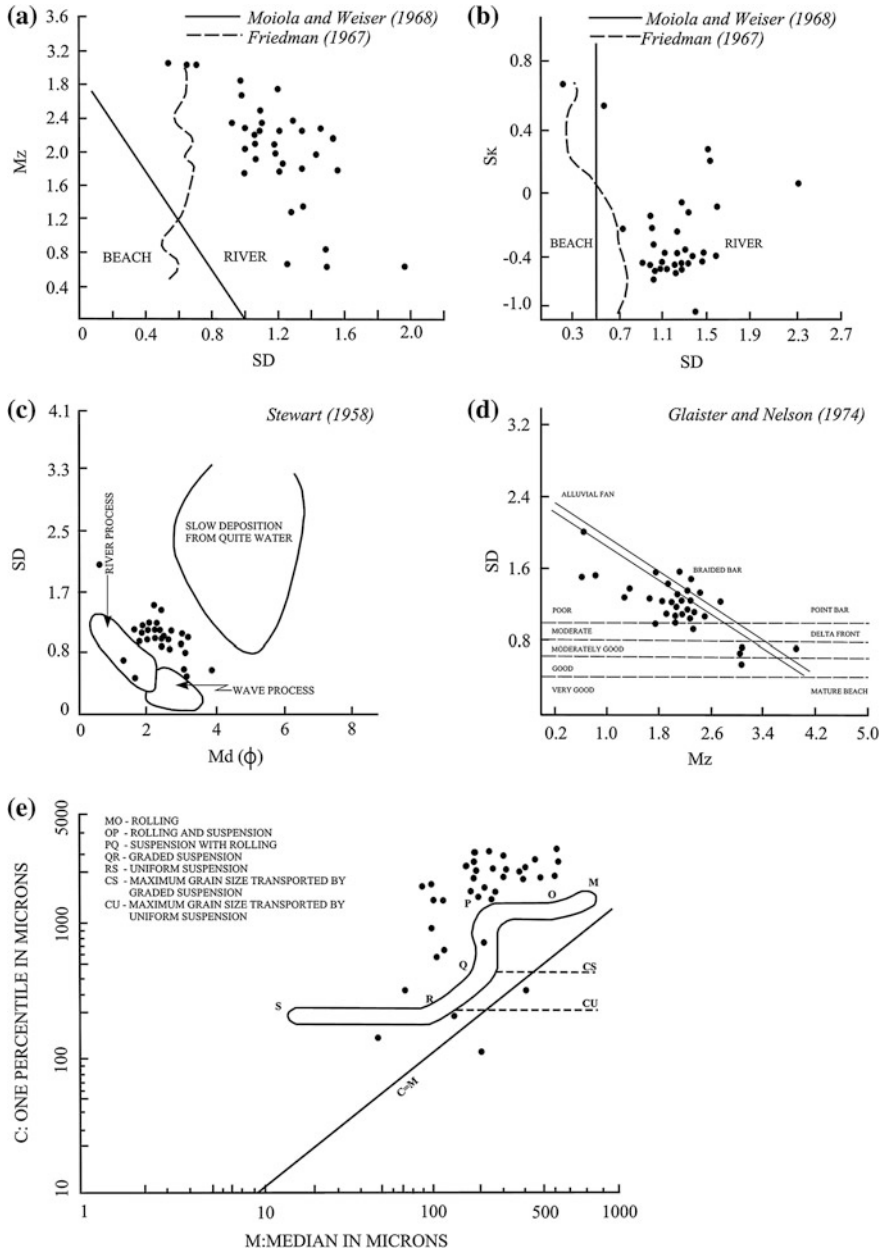 (a)
Moiola and Weiser (1968)
Friedman (1967)
3.6
3.2
1.8
2.4
2.0
1.6
1.2
0.8
0.4
Mz
BEACH
RIVER
0
0.4
0.8
1.2
1.6
2.0
SD
(b)
Moiola and Weiser (1968)
Friedman (1967)
0.8
0.4
0
-0.4
-1.0
SK
BEACH
RIVER
0.3
0.7
1.1
1.5
1.9
2.3
2.7
SD
(c)
Stewart (1958)
4.1
3.3
2.5
1.7
0.8
0
SD
RIVER PROCESS
SLOW DEPOSITION
FROM QUITE WATER
WAVE PROCESS
0
2
4
6
8
Md (ϕ)
(d)
Glaister and Nelson (1974)
3.2
2.4
1.6
0.8
SD
ALLUVIAL FAN
BRAIDED BAR
POOR
POINT BAR
MODERATE
DELTA FRONT
MODERATELY GOOD
GOOD
VERY GOOD
MATURE BEACH
0.2
1.0
1.8
2.6
3.4
4.2
5.0
Mz
(e)
MO - ROLLING
OP - ROLLING AND SUSPENSION
PQ - SUSPENSION WITH ROLLING
QR - GRADED SUSPENSION
RS - UNIFORM SUSPENSION
CS - MAXIMUM GRAIN SIZE TRANSPORTED BY
GRADED SUSPENSION
CU - MAXIMUM GRAIN SIZE TRANSPORTED BY
UNIFORM SUSPENSION
5000
1000
100
10
C: ONE PERCENTILE IN MICRONS
M
O
P
Q
CS
R
S
CU
C=M
1
10
100
500
1000
M:MEDIAN IN MICRONS